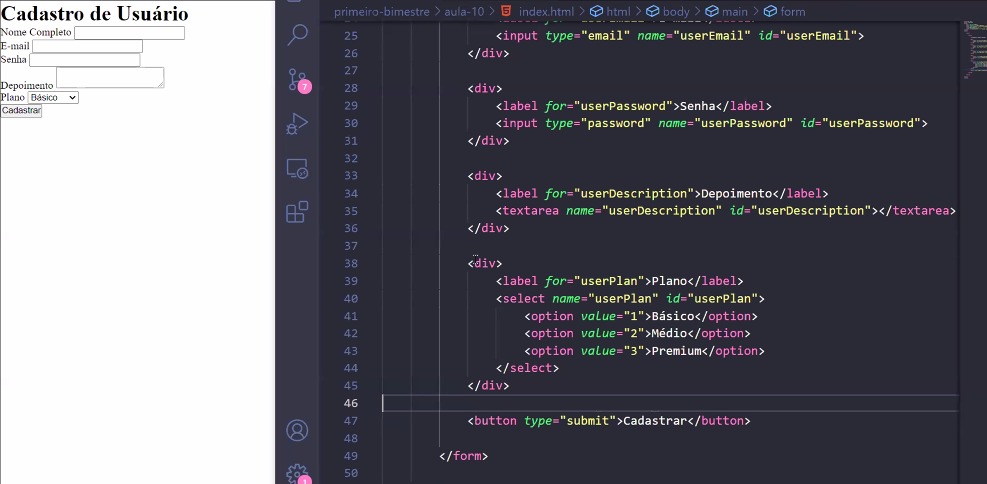 Cadastro de Usuário
Nome Completo
E-mail
Senha
Depoimento
Plano Básico
Cadastrar
7
1
primeiro-bimestre > aula-10 > index.html > html > body > main > form
25 <input type="email" name="userEmail" id="userEmail">
26 </div>
27
28 <div>
29 <label for="userPassword">Senha</label>
30 <input type="password" name="userPassword" id="userPassword">
31 </div>
32
33 <div>
34 <label for="userDescription">Depoimento</label>
35 <textarea name="userDescription" id="userDescription"></textarea>
36 </div>
37
38 <div>
39 <label for="userPlan">Plano</label>
40 <select name="userPlan" id="userPlan">
41 <option value="1">Básico</option>
42 <option value="2">Médio</option>
43 <option value="3">Premium</option>
44 </select>
45 </div>
46
47 <button type="submit">Cadastrar</button>
48
49 </form>
50